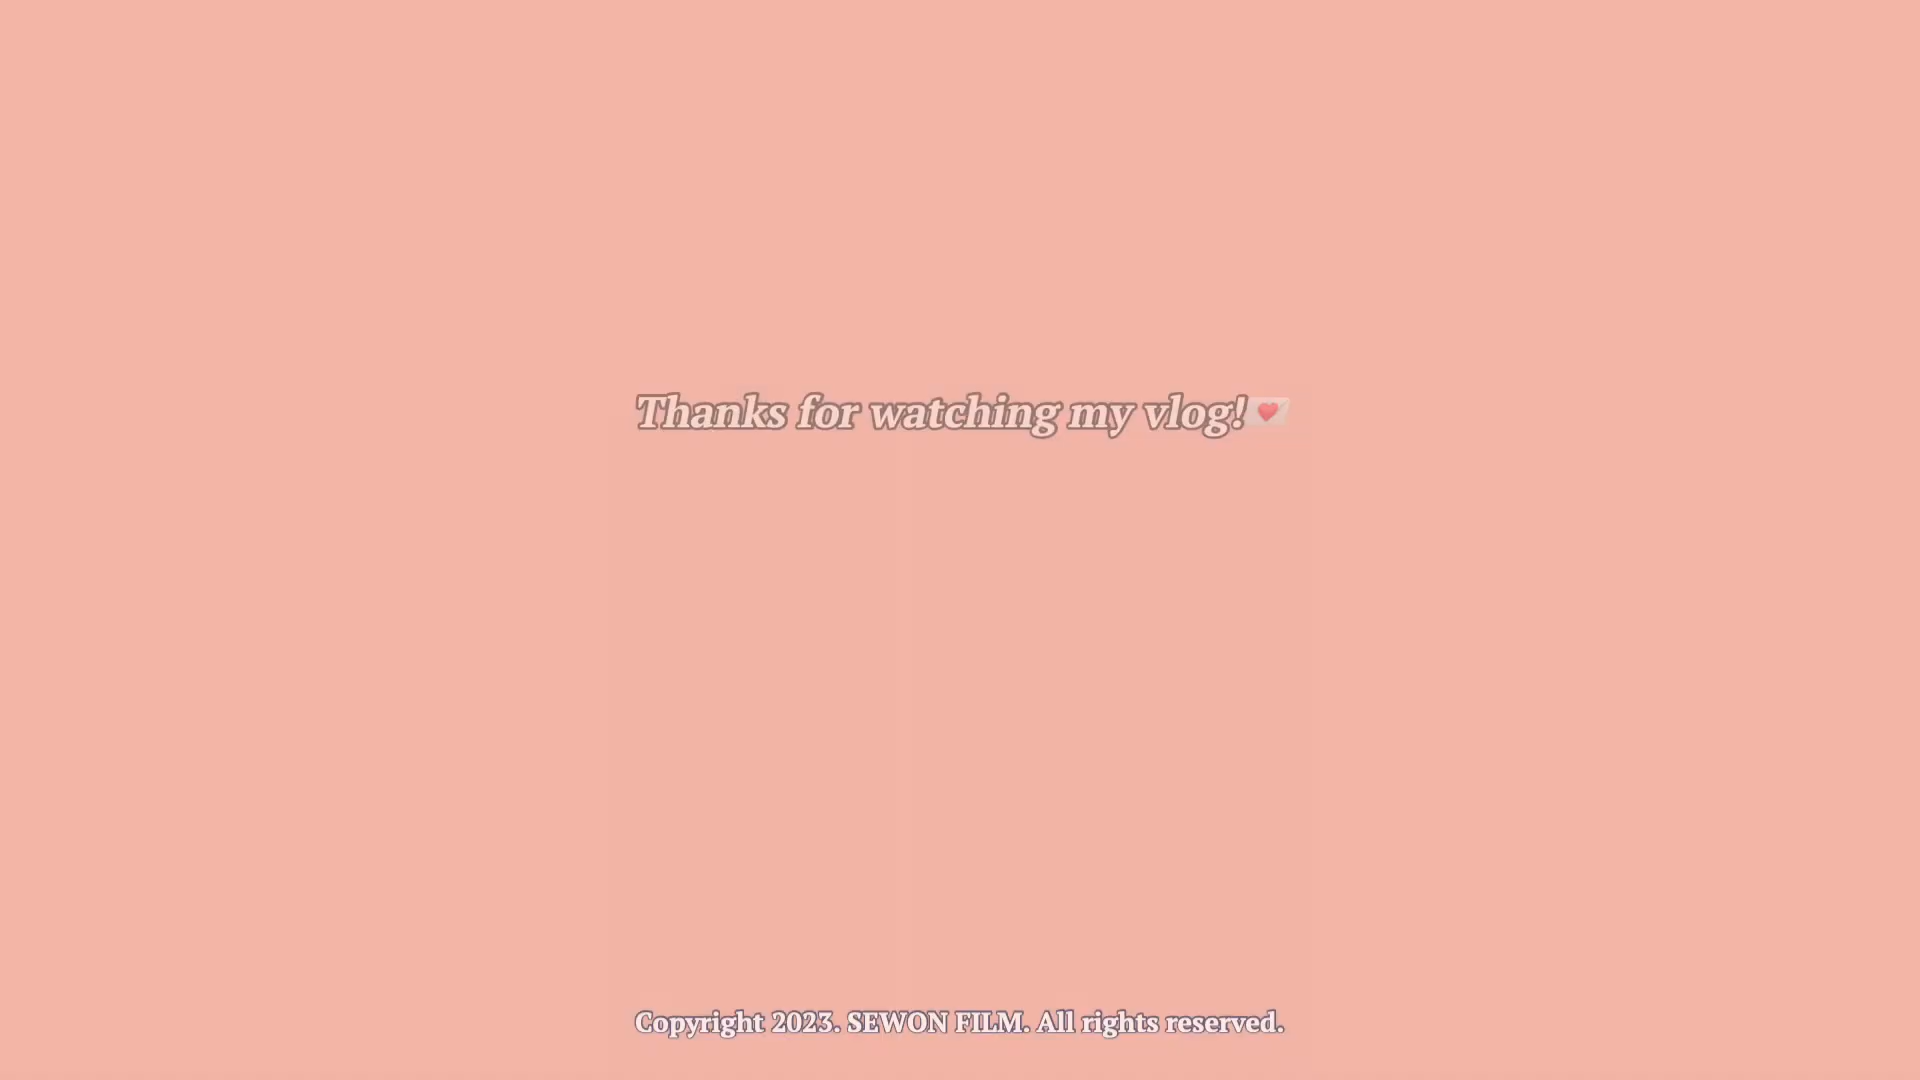 Thanks for watching my vlog!💌
Copyright 2023. SEWON FILM. All rights reserved.